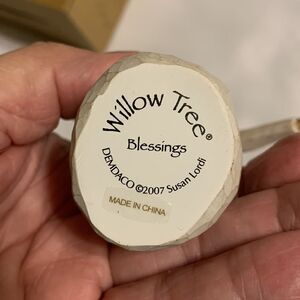 Willow Tree®
Blessings
DEMDACO ©2007 Susan Lordi
MADE IN CHINA